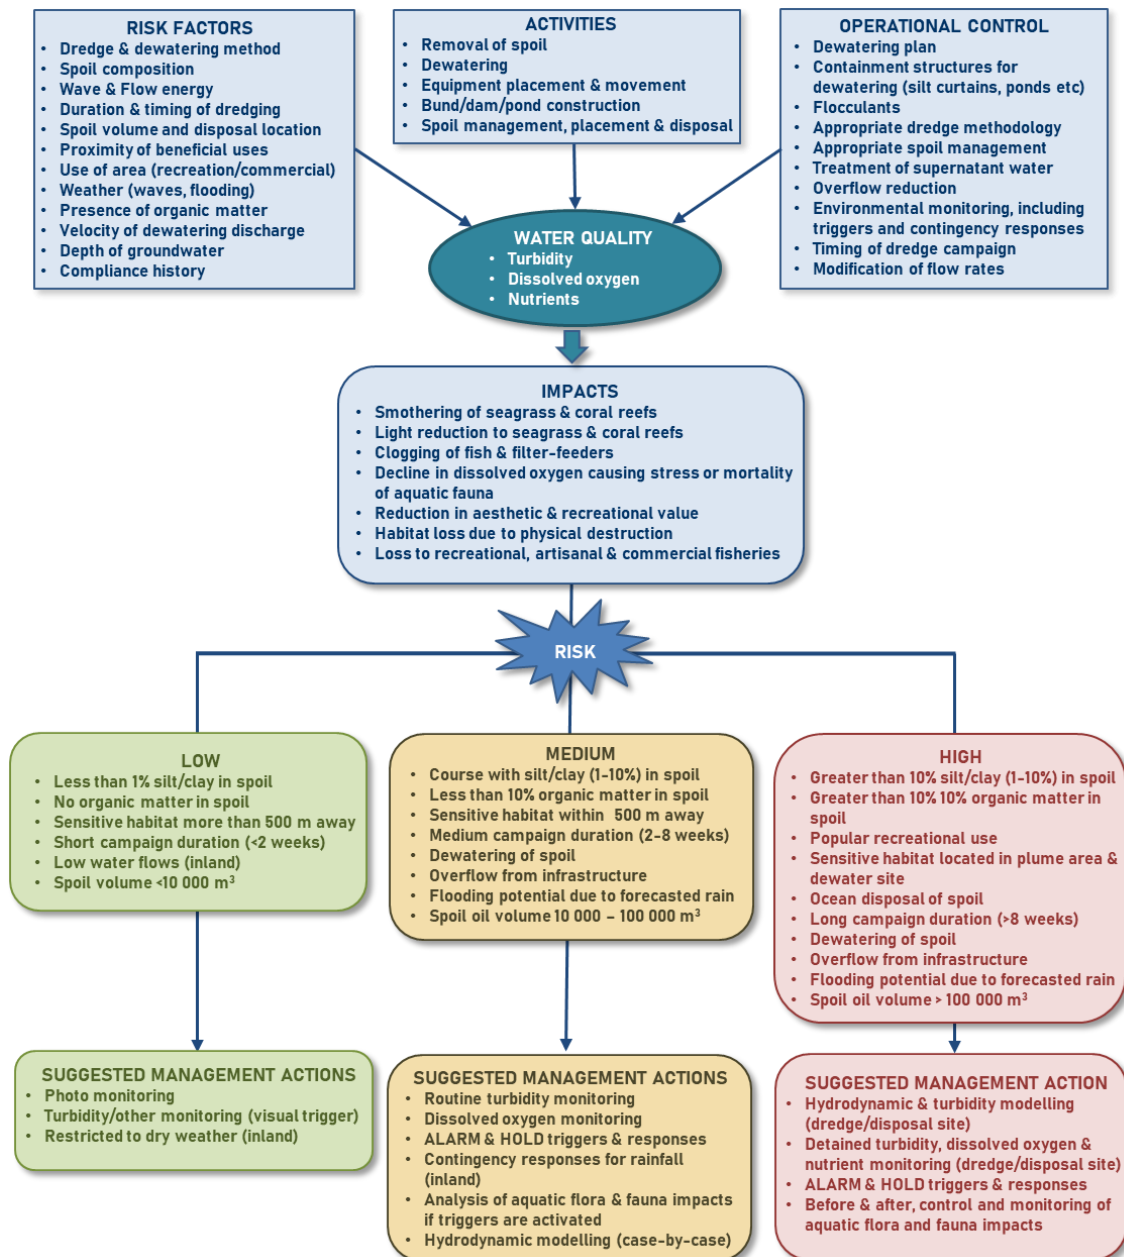 RISK FACTORS
• Dredge & dewatering method
• Spoil composition
• Wave & Flow energy
• Duration & timing of dredging
• Spoil volume and disposal location
• Proximity of beneficial uses
• Use of area (recreation/commercial)
• Weather (waves, flooding)
• Presence of organic matter
• Velocity of dewatering discharge
• Depth of groundwater
• Compliance history
ACTIVITIES
• Removal of spoil
• Dewatering
• Equipment placement & movement
• Bund/dam/pond construction
• Spoil management, placement & disposal
OPERATIONAL CONTROL
• Dewatering plan
• Containment structures for
dewatering (silt curtains, ponds etc)
• Flocculants
• Appropriate dredge methodology
• Appropriate spoil management
• Treatment of supernatant water
• Overflow reduction
• Environmental monitoring, including
triggers and contingency responses
• Timing of dredge campaign
• Modification of flow rates
WATER QUALITY
• Turbidity
• Dissolved oxygen
• Nutrients
IMPACTS
• Smothering of seagrass & coral reefs
• Light reduction to seagrass & coral reefs
• Clogging of fish & filter-feeders
• Decline in dissolved oxygen causing stress or mortality
of aquatic fauna
• Reduction in aesthetic & recreational value
• Habitat loss due to physical destruction
• Loss to recreational, artisanal & commercial fisheries
RISK
LOW
• Less than 1% silt/clay in spoil
• No organic matter in spoil
• Sensitive habitat more than 500 m away
• Short campaign duration (<2 weeks)
• Low water flows (inland)
• Spoil volume <10 000 m³
MEDIUM
• Course with silt/clay (1-10%) in spoil
• Less than 10% organic matter in spoil
• Sensitive habitat within 500 m away
• Medium campaign duration (2-8 weeks)
• Dewatering of spoil
• Overflow from infrastructure
• Flooding potential due to forecasted rain
• Spoil oil volume 10 000 – 100 000 m³
HIGH
• Greater than 10% silt/clay (1-10%) in spoil
• Greater than 10% 10% organic matter in
spoil
• Popular recreational use
• Sensitive habitat located in plume area &
dewater site
• Ocean disposal of spoil
• Long campaign duration (>8 weeks)
• Dewatering of spoil
• Overflow from infrastructure
• Flooding potential due to forecasted rain
• Spoil oil volume > 100 000 m³
SUGGESTED MANAGEMENT ACTIONS
• Photo monitoring
• Turbidity/other monitoring (visual trigger)
• Restricted to dry weather (inland)
SUGGESTED MANAGEMENT ACTIONS
• Routine turbidity monitoring
• Dissolved oxygen monitoring
• ALARM & HOLD triggers & responses
• Contingency responses for rainfall
(inland)
• Analysis of aquatic flora & fauna impacts
if triggers are activated
• Hydrodynamic modelling (case-by-case)
SUGGESTED MANAGEMENT ACTION
• Hydrodynamic & turbidity modelling
(dredge/disposal site)
• Detained turbidity, dissolved oxygen &
nutrient monitoring (dredge/disposal site)
• ALARM & HOLD triggers & responses
• Before & after, control and monitoring of
aquatic flora and fauna impacts